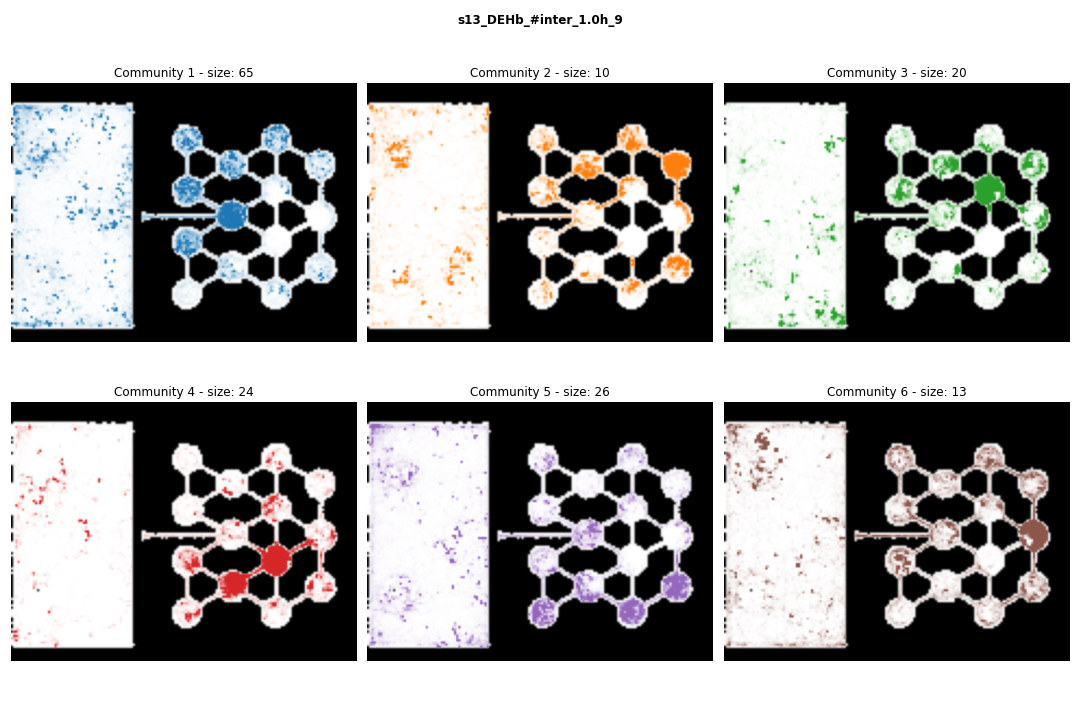 s13_DEHb_#inter_1.0h_9
Community 1 - size: 65
Community 2 - size: 10
Community 3 - size: 20
Community 4 - size: 24
Community 5 - size: 26
Community 6 - size: 13